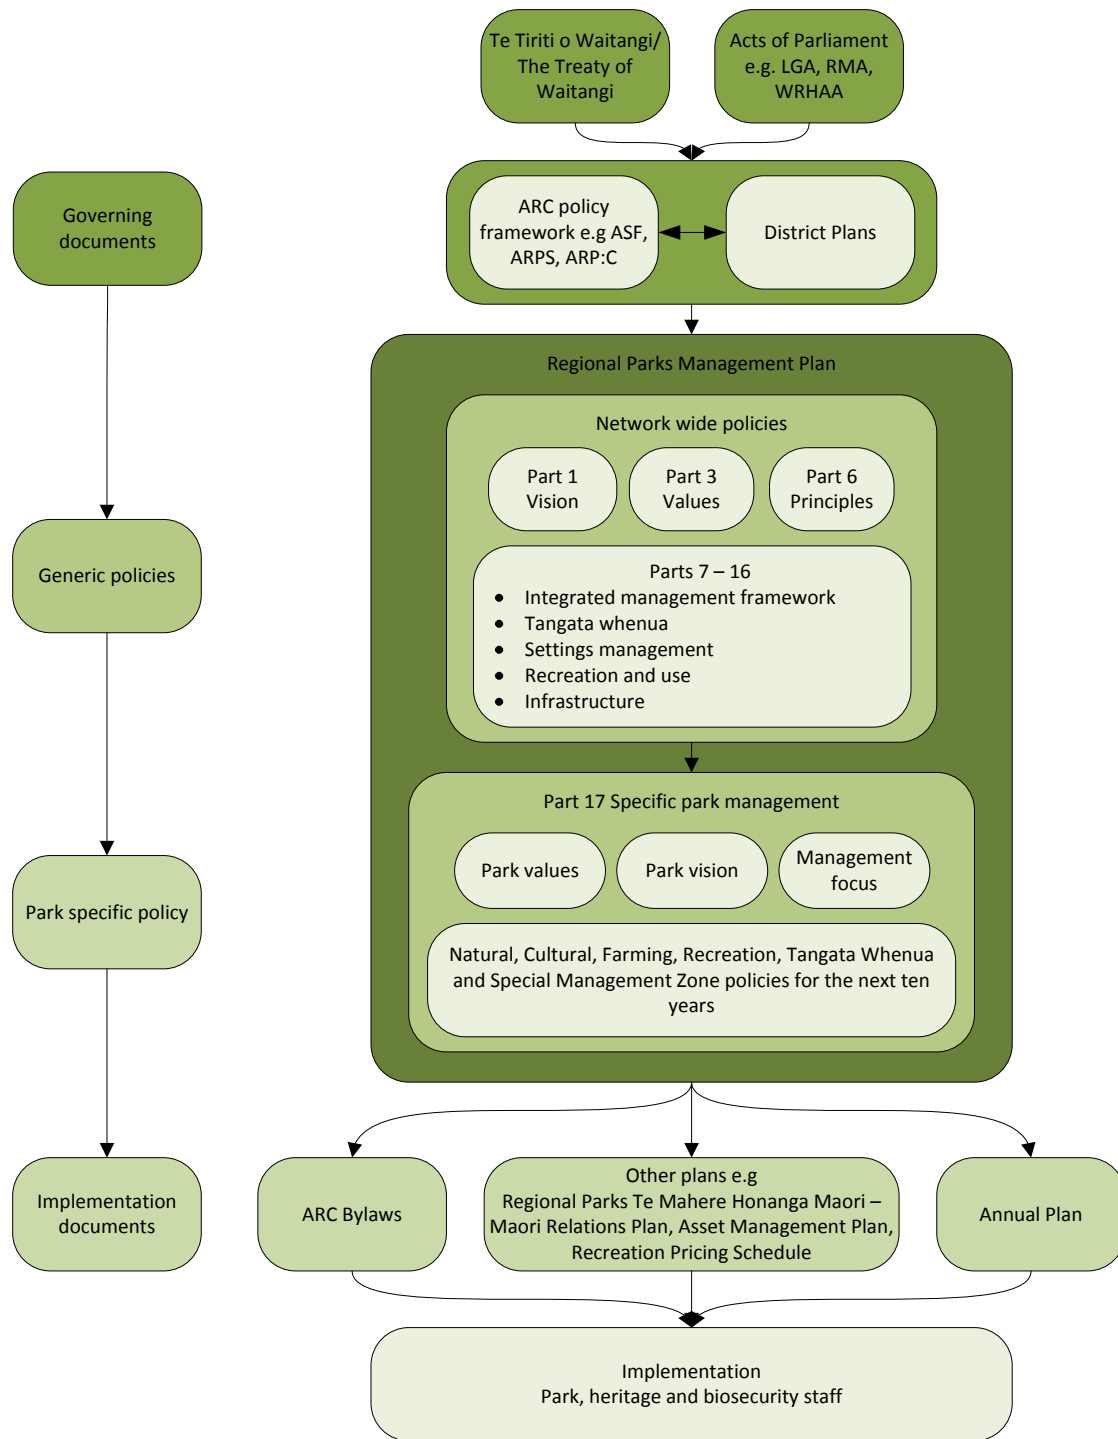 Te Tiriti o Waitangi/
The Treaty of
Waitangi
Acts of Parliament
e.g. LGA, RMA,
WRHAA
Governing
documents
ARC policy
framework e.g ASF,
ARPS, ARP:C
District Plans
Regional Parks Management Plan
Network wide policies
Part 1
Vision
Part 3
Values
Part 6
Principles
Generic policies
Parts 7 – 16
• Integrated management framework
• Tangata whenua
• Settings management
• Recreation and use
• Infrastructure
Part 17 Specific park management
Park specific policy
Park values
Park vision
Management
focus
Natural, Cultural, Farming, Recreation, Tangata Whenua
and Special Management Zone policies for the next ten
years
Implementation
documents
ARC Bylaws
Other plans e.g
Regional Parks Te Mahere Honanga Maori –
Maori Relations Plan, Asset Management Plan,
Recreation Pricing Schedule
Annual Plan
Implementation
Park, heritage and biosecurity staff